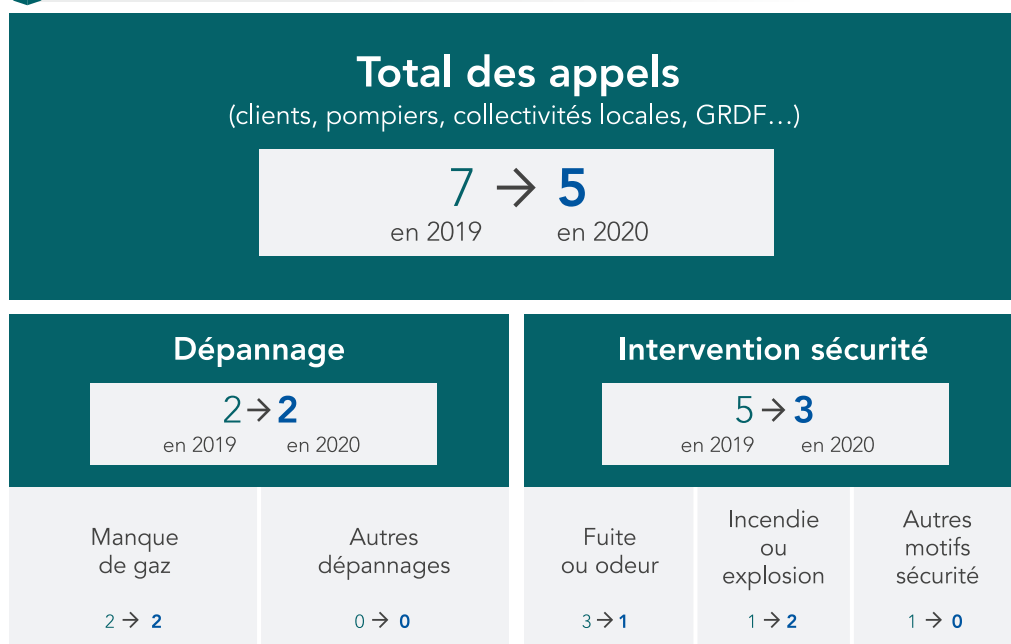 Total des appels
(clients, pompiers, collectivités locales, GRDF...)
7 → 5
en 2019 en 2020
Dépannage
2 → 2
en 2019 en 2020
Manque
de gaz
2 → 2
Autres
dépannages
0 → 0
Intervention sécurité
5 → 3
en 2019 en 2020
Fuite
ou odeur
3 → 1
Incendie
ou
explosion
1 → 2
Autres
motifs
sécurité
1 → 0